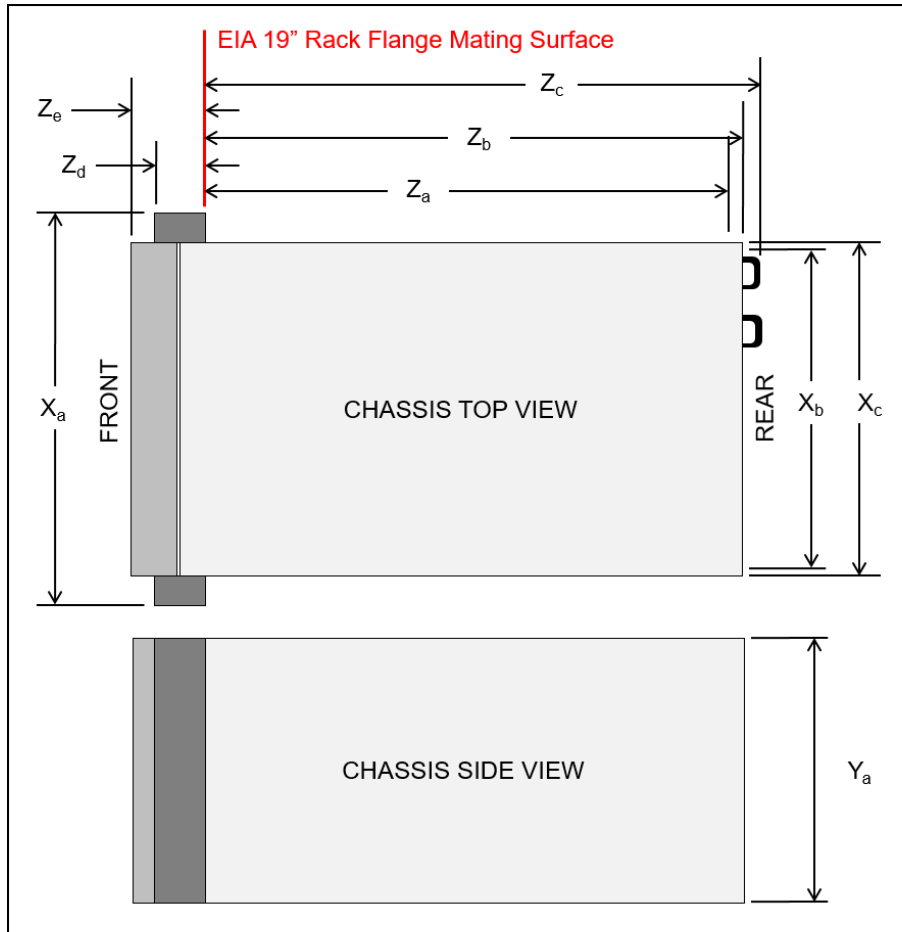 EIA 19” Rack Flange Mating Surface
Zc
Ze
Zb
Zd
Za
FRONT
Xa
CHASSIS TOP VIEW
REAR
Xb
Xc
CHASSIS SIDE VIEW
Ya